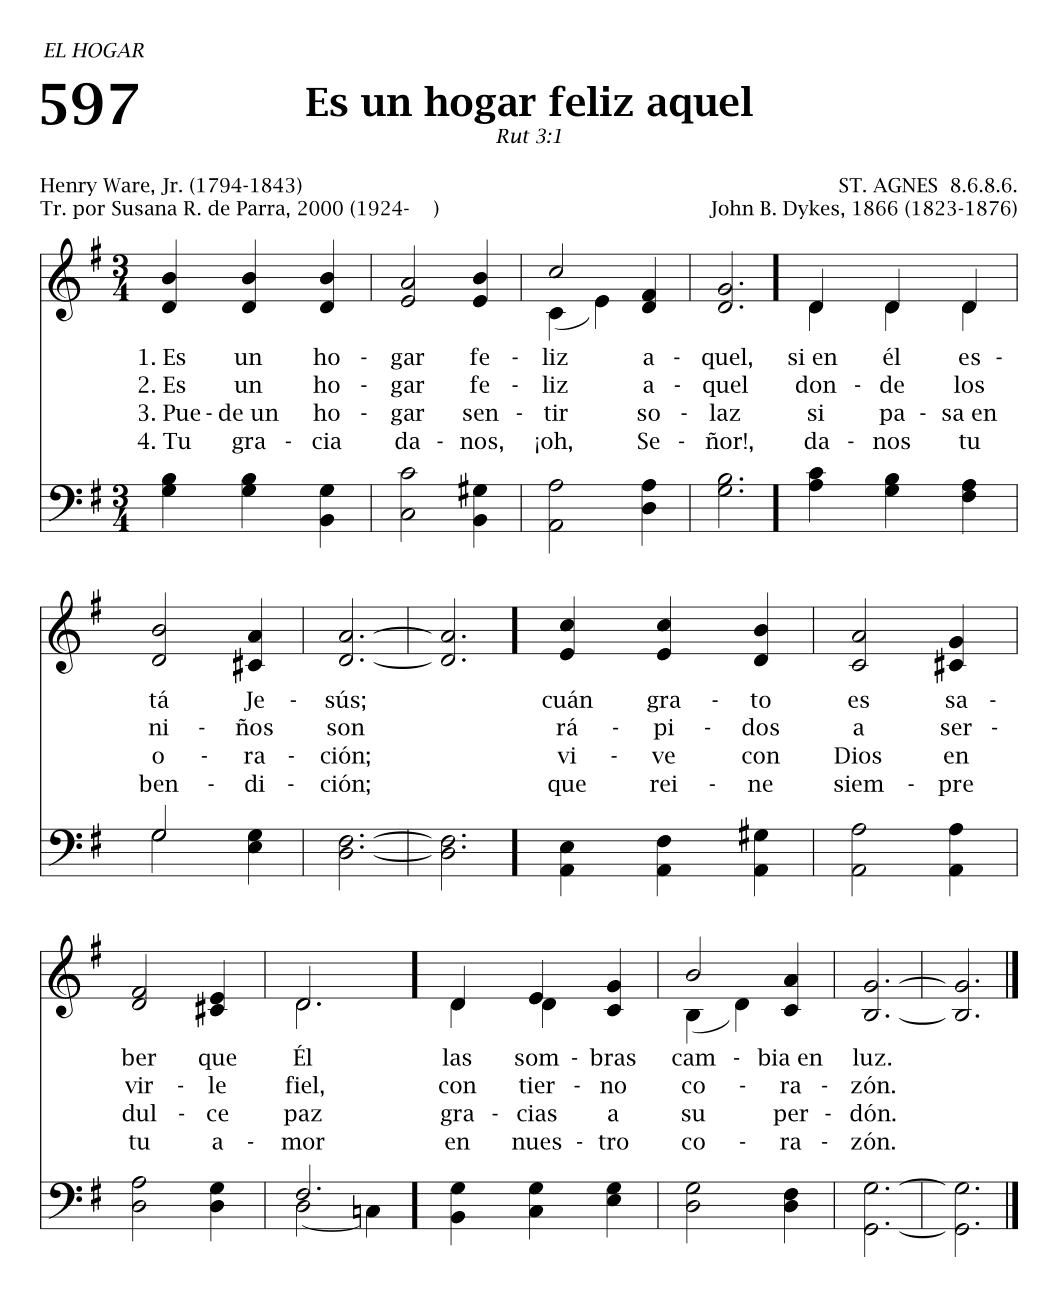 EL HOGAR
597
Es un hogar feliz aquel
Rut 3:1
Henry Ware, Jr. (1794-1843)
ST. AGNES 8.6.8.6.
Tr. por Susana R. de Parra, 2000 (1924-    )
John B. Dykes, 1866 (1823-1876)
1. Es un ho - gar fe - liz a - quel, si en él es -
2. Es un ho - gar fe - liz a - quel don - de los
3. Pue - de un ho - gar sen - tir so - laz si pa - sa en
4. Tu gra - cia da - nos, ¡oh, Se - ñor!, da - nos tu
tá Je - sús; cuán gra - to es sa -
ni - ños son rá - pi - dos a ser -
o - ra - ción; vi - ve con Dios en
ben - di - ción; que rei - ne siem - pre
ber que Él las som - bras cam - bia en luz.
vir - le fiel, con tier - no co - ra - zón.
dul - ce paz gra - cias a su per - dón.
tu a - mor en nues - tro co - ra - zón.